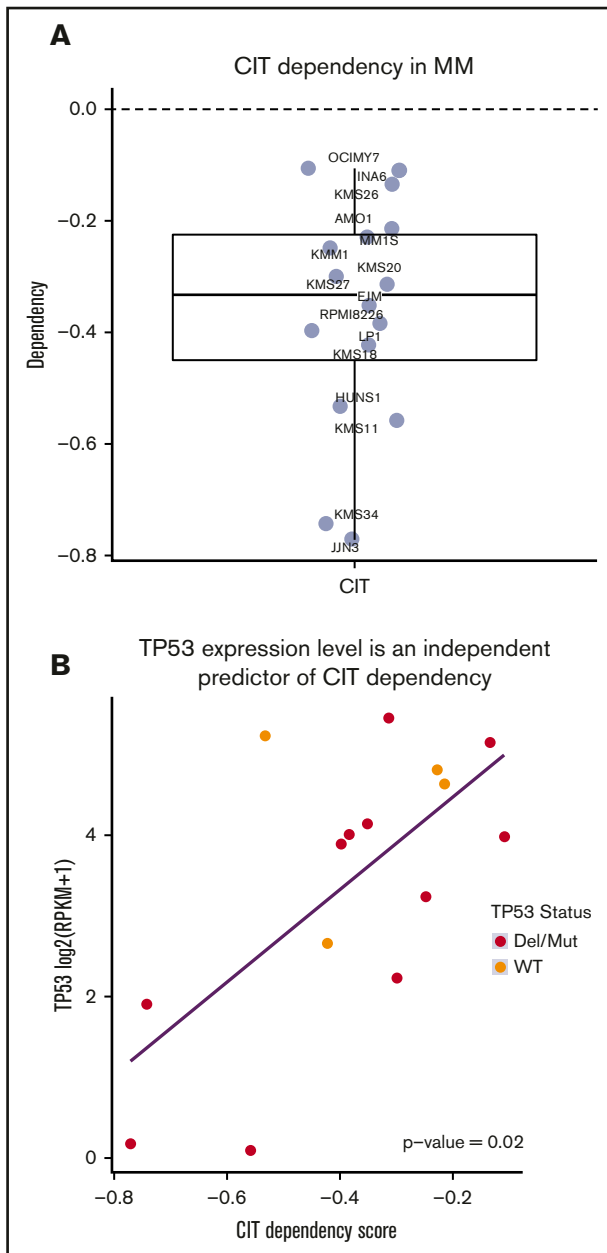 A
CIT dependency in MM
0.0
−0.2
−0.4
−0.6
−0.8
Dependency
OCIMY7
INA6
KMS26
AMO1
MM1S
KMM1
KMS20
KMS27
EJM
RPMI8226
LP1
KMS18
HUNS1
KMS11
KMS34
JJN3
CIT
B
TP53 expression level is an independent
predictor of CIT dependency
4
2
0
TP53 log2(RPKM+1)
TP53 Status
Del/Mut
WT
p−value = 0.02
−0.8
−0.6
−0.4
−0.2
CIT dependency score